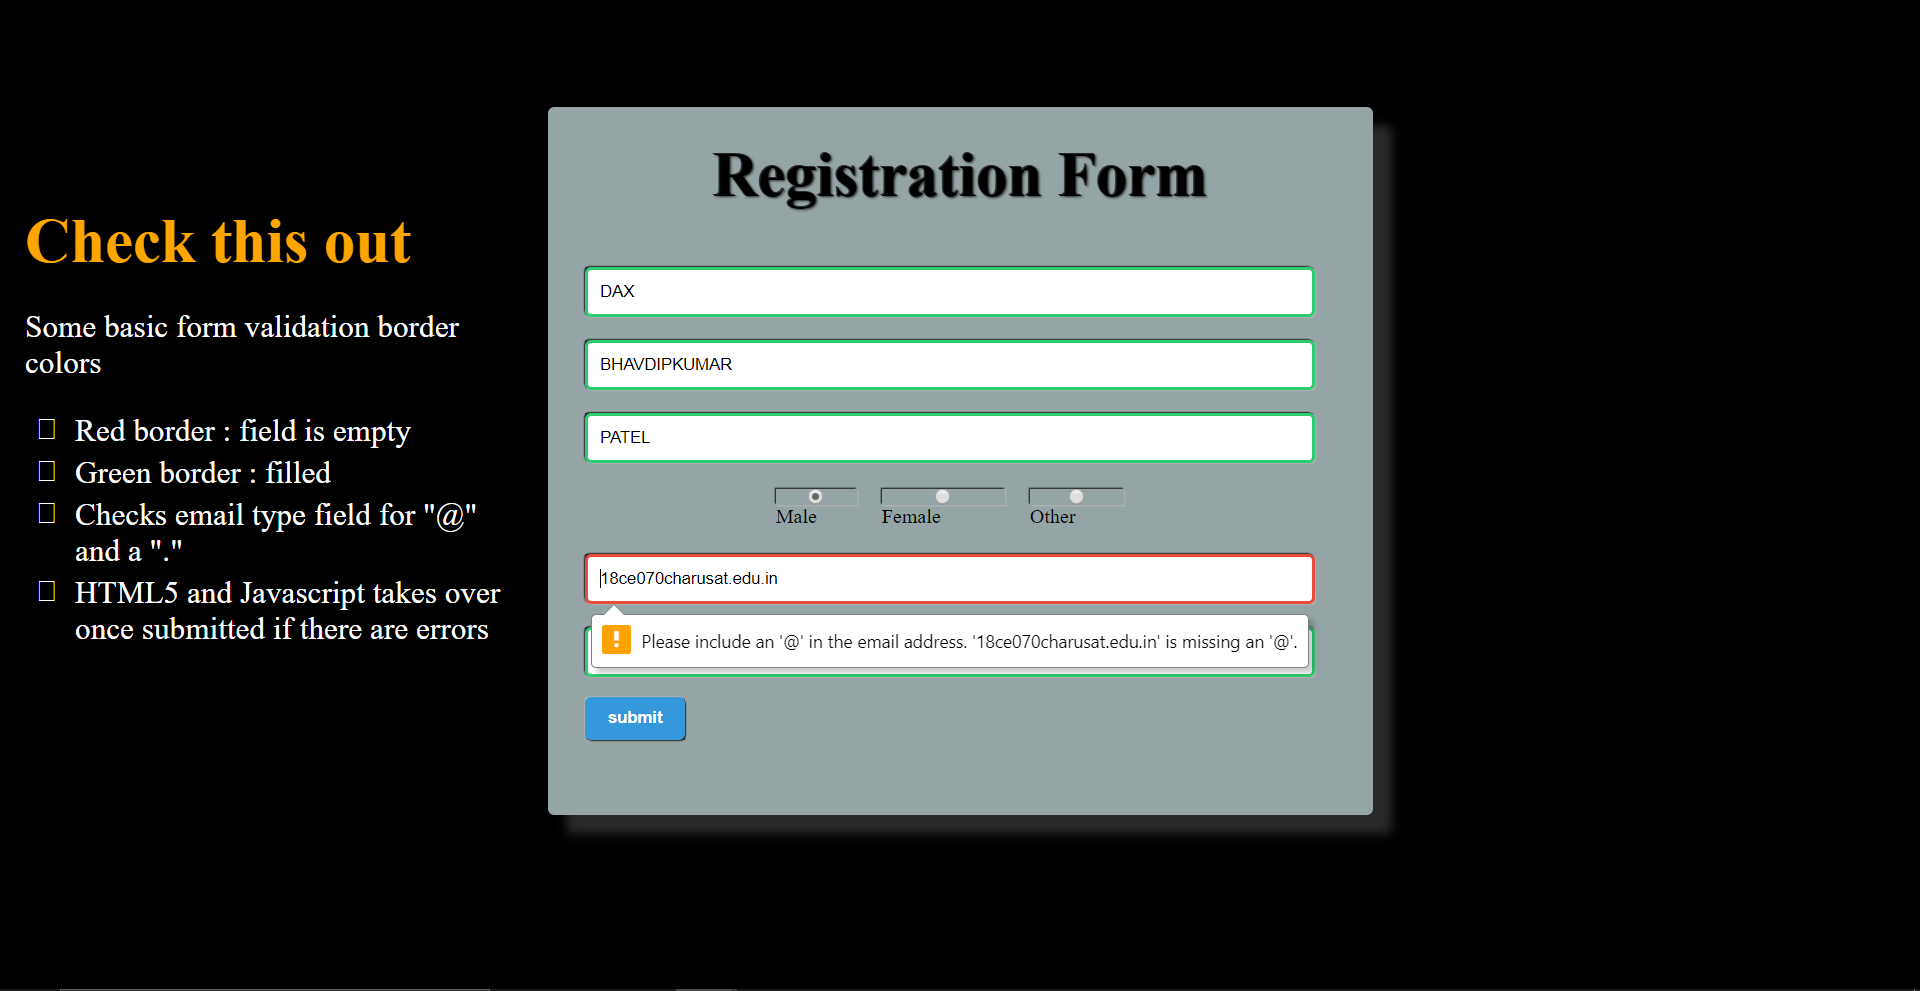 Check this out
Some basic form validation border
colors
Red border : field is empty
Green border : filled
Checks email type field for "@"
and a "."
HTML5 and Javascript takes over
once submitted if there are errors
Registration Form
DAX
BHAVDIPKUMAR
PATEL
Male Female Other
18ce070charusat.edu.in
Please include an '@' in the email address. '18ce070charusat.edu.in' is missing an '@'.
submit